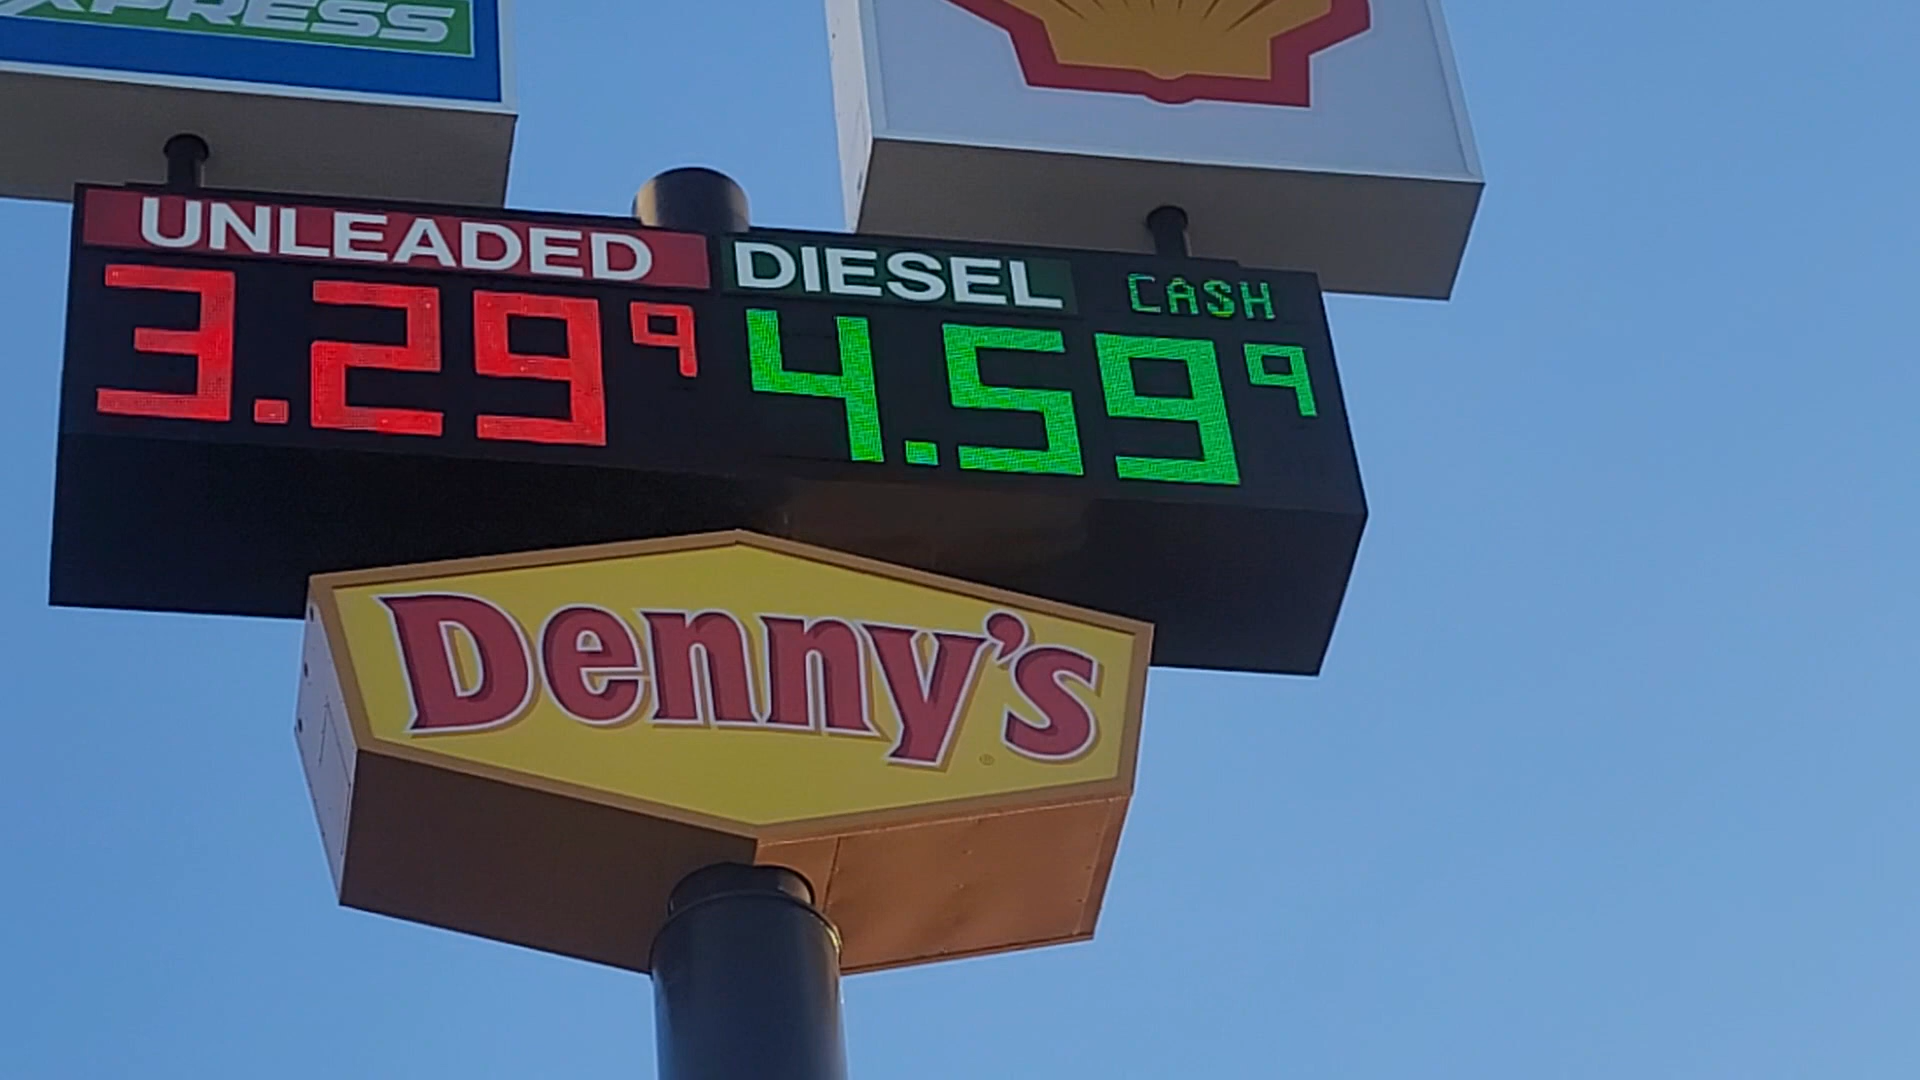 XPRESS
UNLEADED DIESEL CASH
3.29 9 4.59 9
Denny's
®